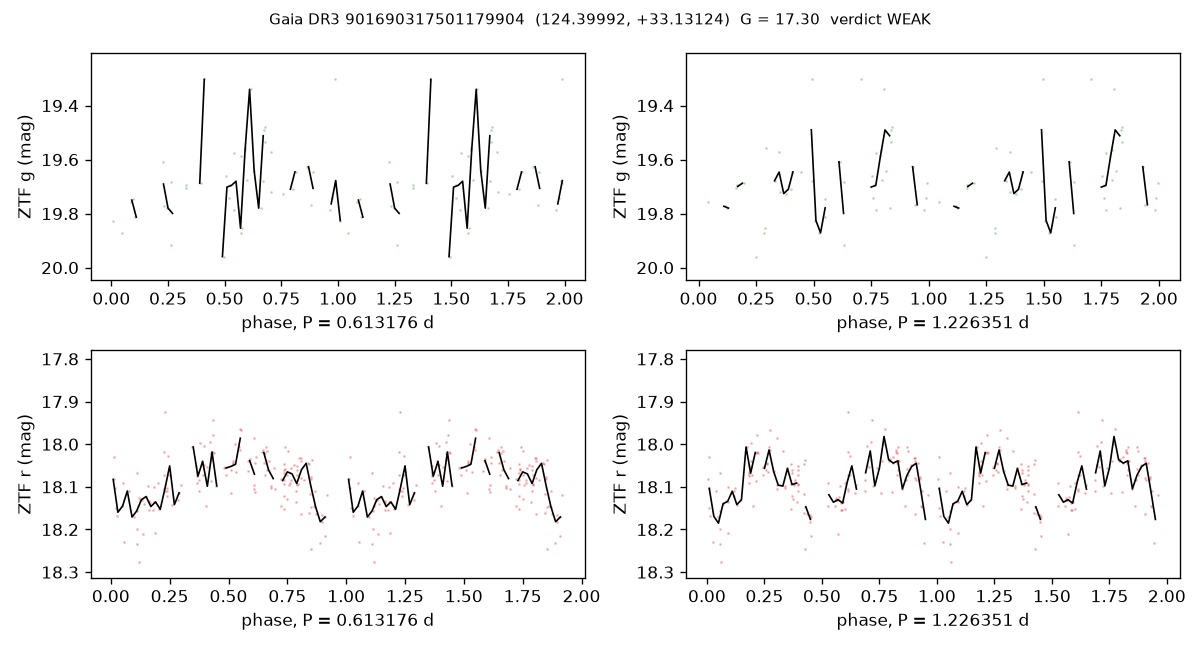 Gaia DR3 901690317501179904  (124.39992, +33.13124)  G = 17.30  verdict WEAK
ZTF g (mag)
19.4
19.6
19.8
20.0
0.00 0.25 0.50 0.75 1.00 1.25 1.50 1.75 2.00
phase, P = 0.613176 d
ZTF g (mag)
19.4
19.6
19.8
20.0
0.00 0.25 0.50 0.75 1.00 1.25 1.50 1.75 2.00
phase, P = 1.226351 d
ZTF r (mag)
17.8
17.9
18.0
18.1
18.2
18.3
0.00 0.25 0.50 0.75 1.00 1.25 1.50 1.75 2.00
phase, P = 0.613176 d
ZTF r (mag)
17.8
17.9
18.0
18.1
18.2
18.3
0.00 0.25 0.50 0.75 1.00 1.25 1.50 1.75 2.00
phase, P = 1.226351 d